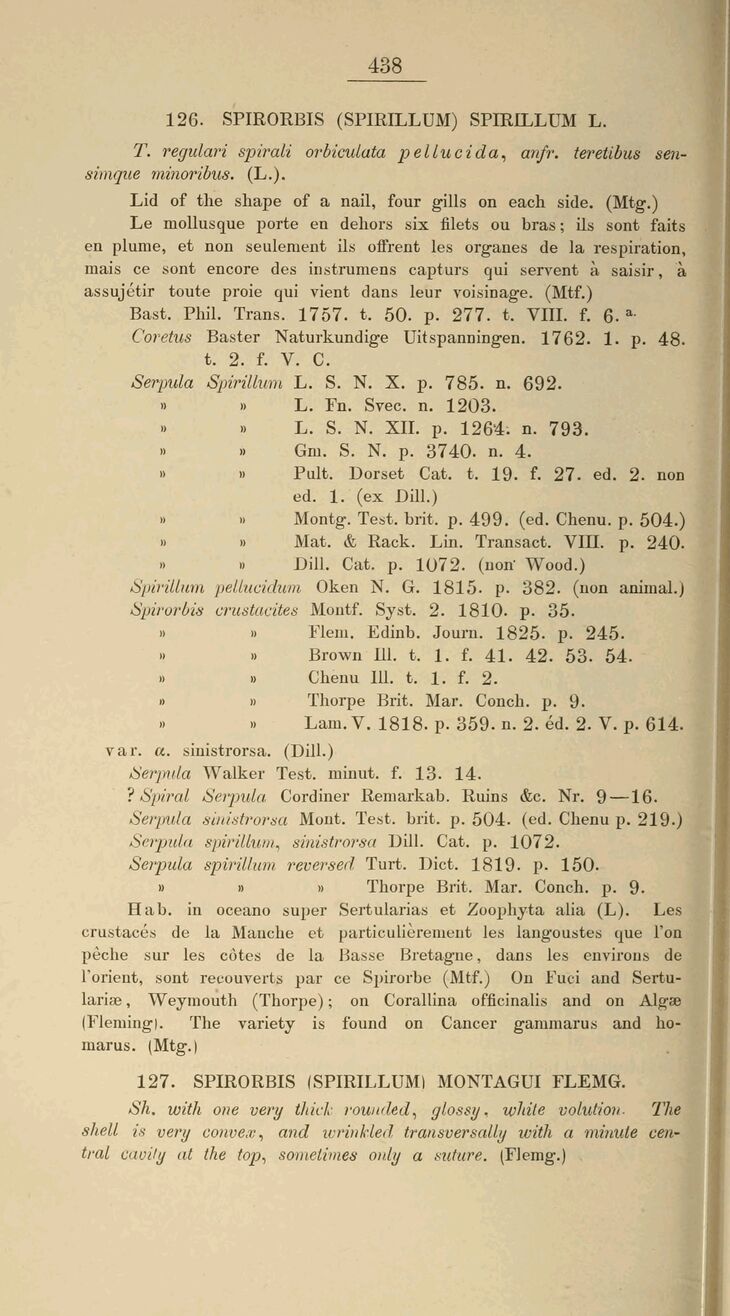 438
126. SPIRORBIS (SPIRILLUM) SPIRILLUM L.
T. regulari spirali orbiculata pellucida, anfr. teretibus sen-
simque minoribus. (L.).
Lid of the shape of a nail, four gills on each side. (Mtg.)
Le mollusque porte en dehors six filets ou bras; ils sont faits
en plume, et non seulement ils offrent les organes de la respiration,
mais ce sont encore des instrumens capturs qui servent à saisir, à
assujétir toute proie qui vient dans leur voisinage. (Mtf.)
Bast. Phil. Trans. 1757. t. 50. p. 277. t. VIII. f. 6. a.
Coretus Baster Naturkundige Uitspanningen. 1762. 1. p. 48.
t. 2. f. V. C.
Serpula Spirillum L. S. N. X. p. 785. n. 692.
» » L. Fn. Svec. n. 1203.
» » L. S. N. XII. p. 1264. n. 793.
» » Gm. S. N. p. 3740. n. 4.
» » Pult. Dorset Cat. t. 19. f. 27. ed. 2. non
ed. 1. (ex Dill.)
» » Montg. Test. brit. p. 499. (ed. Chenu. p. 504.)
» » Mat. & Rack. Lin. Transact. VIII. p. 240.
» » Dill. Cat. p. 1072. (non Wood.)
Spirillum pellucidum Oken N. G. 1815. p. 382. (non animal.)
Spirorbis crustacites Montf. Syst. 2. 1810. p. 35.
» » Flem. Edinb. Journ. 1825. p. 245.
» » Brown Ill. t. 1. f. 41. 42. 53. 54.
» » Chenu Ill. t. 1. f. 2.
» » Thorpe Brit. Mar. Conch. p. 9.
» » Lam. V. 1818. p. 359. n. 2. éd. 2. V. p. 614.
var. α. sinistrorsa. (Dill.)
Serpula Walker Test. minut. f. 13. 14.
? Spiral Serpula Cordiner Remarkab. Ruins &c. Nr. 9—16.
Serpula sinistrorsa Mont. Test. brit. p. 504. (ed. Chenu p. 219.)
Serpula spirillum, sinistrorsa Dill. Cat. p. 1072.
Serpula spirillum reversed Turt. Dict. 1819. p. 150.
» » » Thorpe Brit. Mar. Conch. p. 9.
Hab. in oceano super Sertularias et Zoophyta alia (L). Les
crustacés de la Manche et particulièrement les langoustes que l'on
pêche sur les côtes de la Basse Bretagne, dans les environs de
l'orient, sont recouverts par ce Spirorbe (Mtf.) On Fuci and Sertu-
lariæ, Weymouth (Thorpe); on Corallina officinalis and on Algæ
(Fleming). The variety is found on Cancer gammarus and ho-
marus. (Mtg.)
127. SPIRORBIS (SPIRILLUM) MONTAGUI FLEMG.
Sh. with one very thick rounded, glossy, white volution. The
shell is very convex, and wrinkled transversally with a minute cen-
tral cavity at the top, sometimes only a suture. (Flemg.)